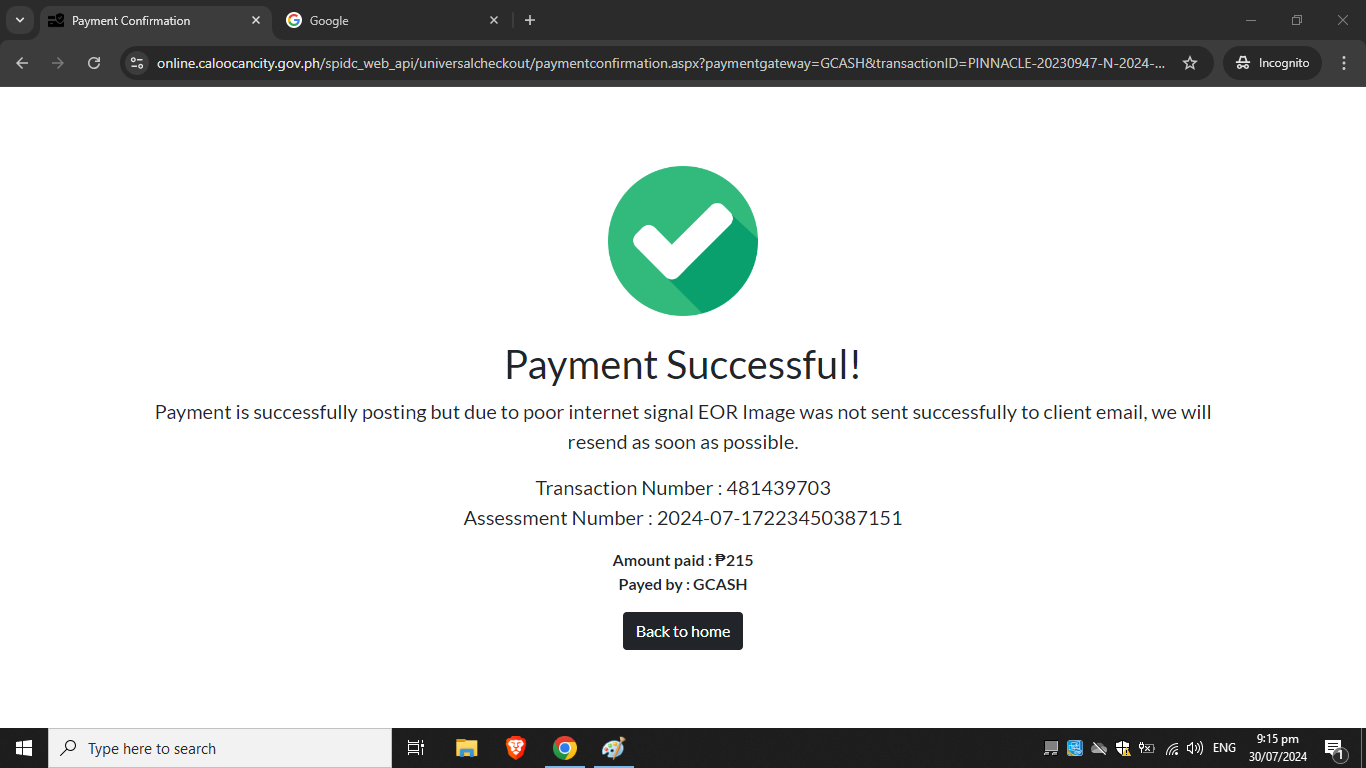 Payment Confirmation
Google
online.caloocancity.gov.ph/spidc_web_api/universalcheckout/paymentconfirmation.aspx?paymentgateway=GCASH&transactionID=PINNACLE-20230947-N-2024-...
Incognito
Payment Successful!
Payment is successfully posting but due to poor internet signal EOR Image was not sent successfully to client email, we will
resend as soon as possible.
Transaction Number : 481439703
Assessment Number : 2024-07-17223450387151
Amount paid : ₱215
Payed by : GCASH
Back to home
Type here to search
ENG
9:15 pm
30/07/2024
1